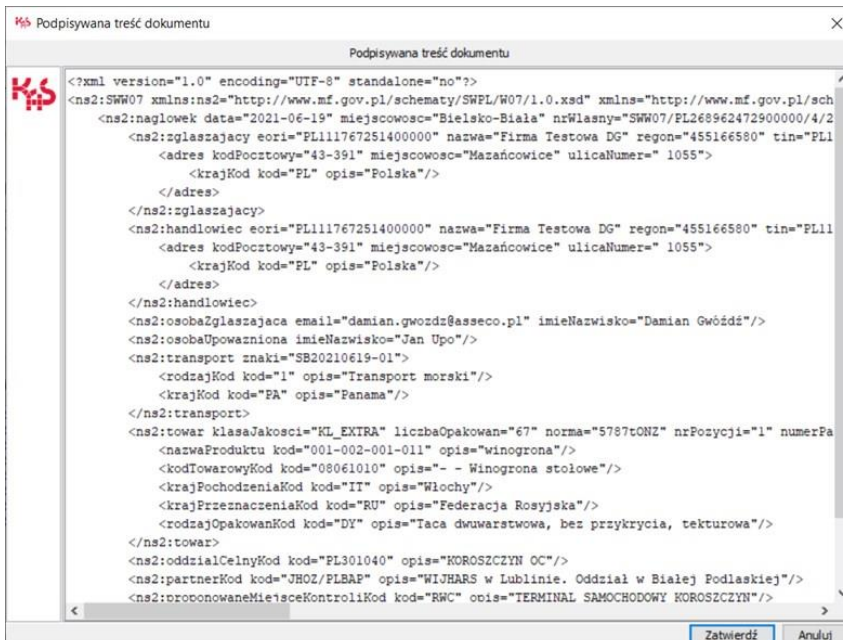 Podpisywana treść dokumentu
Podpisywana treść dokumentu
<?xml version="1.0" encoding="UTF-8" standalone="no"?>
<ns2:SWW07 xmlns:ns2="http://www.mf.gov.pl/schematy/SWPL/W07/1.0.xsd" xmlns="http://www.mf.gov.pl/sch
<ns2:naglowek data="2021-06-19" miejscowosc="Bielsko-Biała" nrWlasny="SWW07/PL268962472900000/4/2
<ns2:zglaszajacy eori="PL111767251400000" nazwa="Firma Testowa DG" regon="455166580" tin="PL1
<adres kodPocztowy="43-391" miejscowosc="Mazańcowice" ulicaNumer=" 1055">
<krajKod kod="PL" opis="Polska"/>
</adres>
</ns2:zglaszajacy>
<ns2:handlowiec eori="PL111767251400000" nazwa="Firma Testowa DG" regon="455166580" tin="PL11
<adres kodPocztowy="43-391" miejscowosc="Mazańcowice" ulicaNumer=" 1055">
<krajKod kod="PL" opis="Polska"/>
</adres>
</ns2:handlowiec>
<ns2:osobaZglaszajaca email="damian.gwozdz@asseco.pl" imieNazwisko="Damian Gwóźdź"/>
<ns2:osobaUpowazniona imieNazwisko="Jan Upo"/>
<ns2:transport znaki="SB20210619-01">
<rodzajKod kod="1" opis="Transport morski"/>
<krajKod kod="PA" opis="Panama"/>
</ns2:transport>
<ns2:towar klasaJakosci="KL_EXTRA" liczbaOpakowan="67" norma="5787tONZ" nrPozycji="1" numerPa
<nazwaProduktu kod="001-002-001-011" opis="winogrona"/>
<kodTowarowyKod kod="08061010" opis="- - Winogrona stołowe"/>
<krajPochodzeniaKod kod="IT" opis="Włochy"/>
<krajPrzeznaczeniaKod kod="RU" opis="Federacja Rosyjska"/>
<rodzajOpakowanKod kod="DY" opis="Taca dwuwarstwowa, bez przykrycia, tekturowa"/>
</ns2:towar>
<ns2:oddzialCelnyKod kod="PL301040" opis="KOROSZCZYN OC"/>
<ns2:partnerKod kod="JHOZ/PLBAP" opis="WIJHARS w Lublinie. Oddział w Białej Podlaskiej"/>
<ns2:proponowaneMiejsceKontroliKod kod="RWC" opis="TERMINAL SAMOCHODOWY KOROSZCZYN"/>
Zatwierdź Anuluj